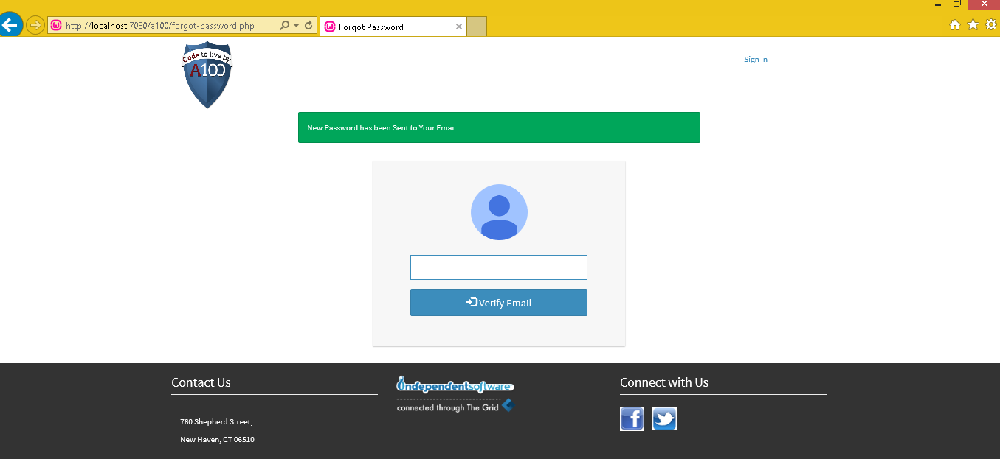 http://localhost:7080/a100/forgot-password.php
Forgot Password
Code to live by
A100
Sign In
New Password has been Sent to Your Email ..!
Verify Email
Contact Us
760 Shepherd Street,
New Haven, CT 06510
independentsoftware
connected through The Grid
Connect with Us